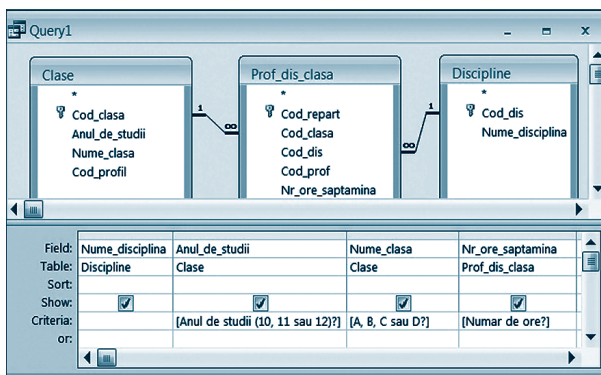 Query1
Clase
*
Cod_clasa
Anul_de_studii
Nume_clasa
Cod_profil
1
∞
Prof_dis_clasa
*
Cod_repart
Cod_clasa
Cod_dis
Cod_prof
Nr_ore_saptamina
∞
1
Discipline
*
Cod_dis
Nume_disciplina
Field: Nume_disciplina Anul_de_studii Nume_clasa Nr_ore_saptamina
Table: Discipline Clase Clase Prof_dis_clasa
Sort:
Show:
Criteria: [Anul de studii (10, 11 sau 12)?] [A, B, C sau D?] [Numar de ore?]
or: